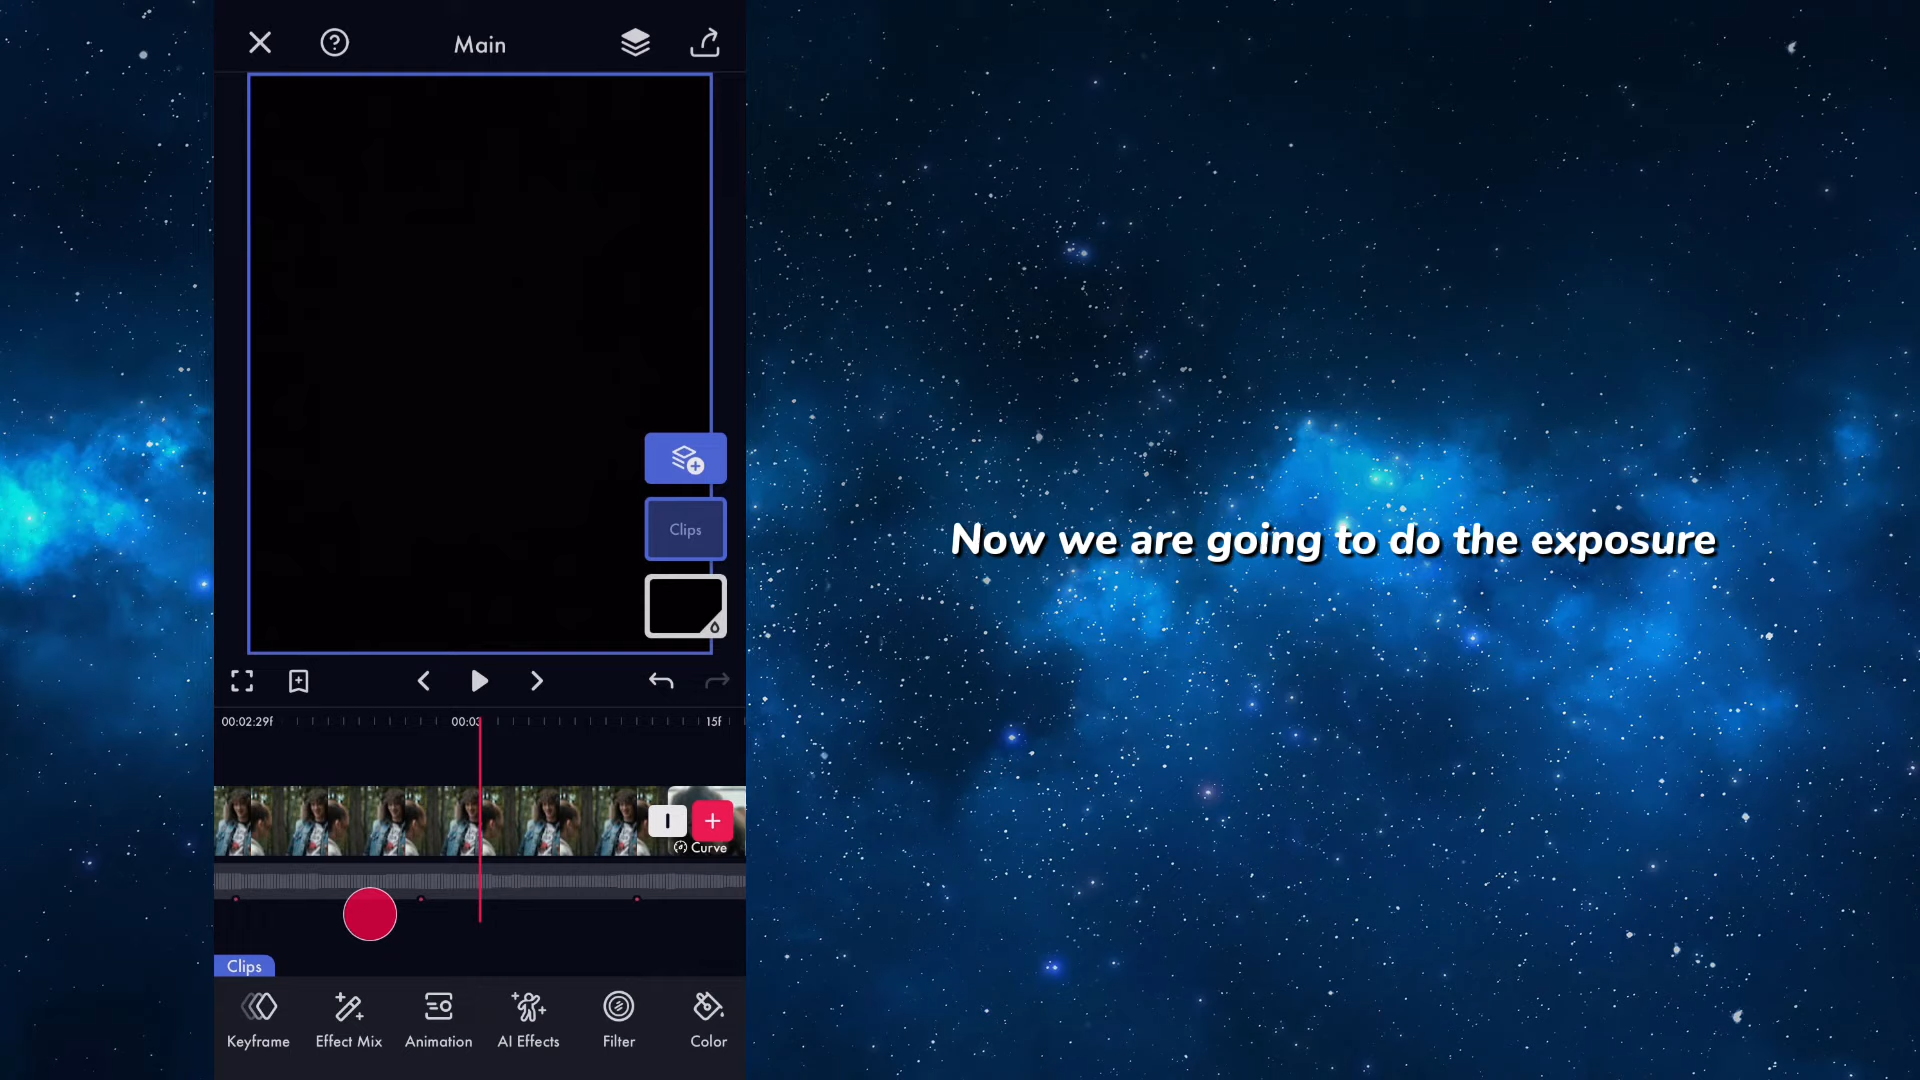 Main
Clips
00:02:29f
00:03
15f
Curve
Clips
Keyframe
Effect Mix
Animation
AI Effects
Filter
Color
Now we are going to do the exposure